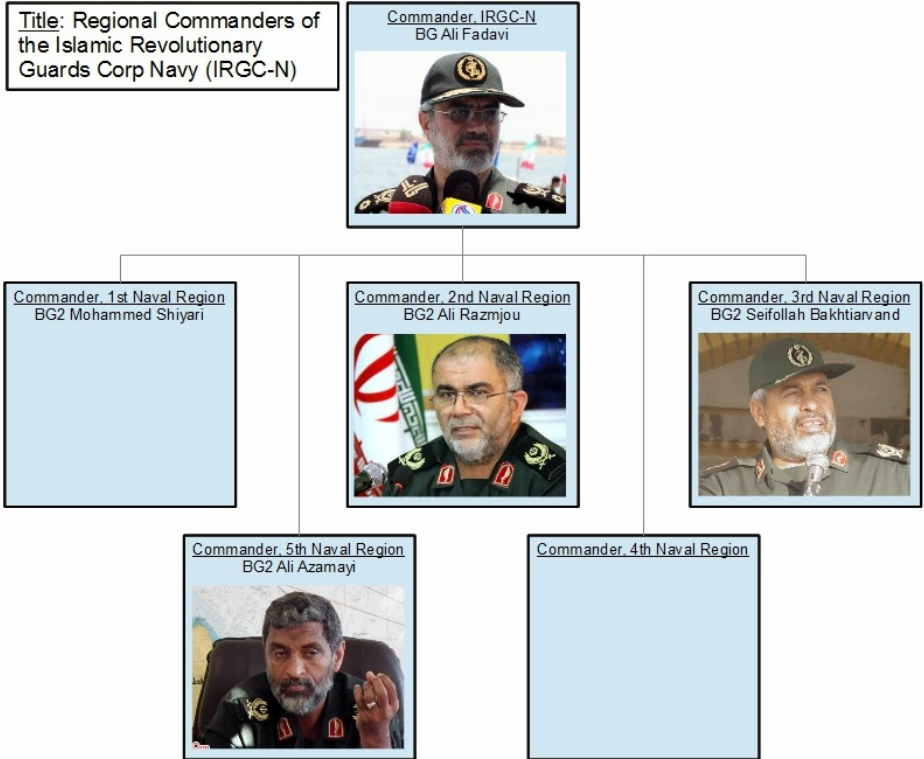 Title: Regional Commanders of
the Islamic Revolutionary
Guards Corp Navy (IRGC-N)
Commander, IRGC-N
BG Ali Fadavi
Commander, 1st Naval Region
BG2 Mohammed Shiyari
Commander, 2nd Naval Region
BG2 Ali Razmjou
Commander, 3rd Naval Region
BG2 Seifollah Bakhtiarvand
Commander, 5th Naval Region
BG2 Ali Azamayi
Commander, 4th Naval Region